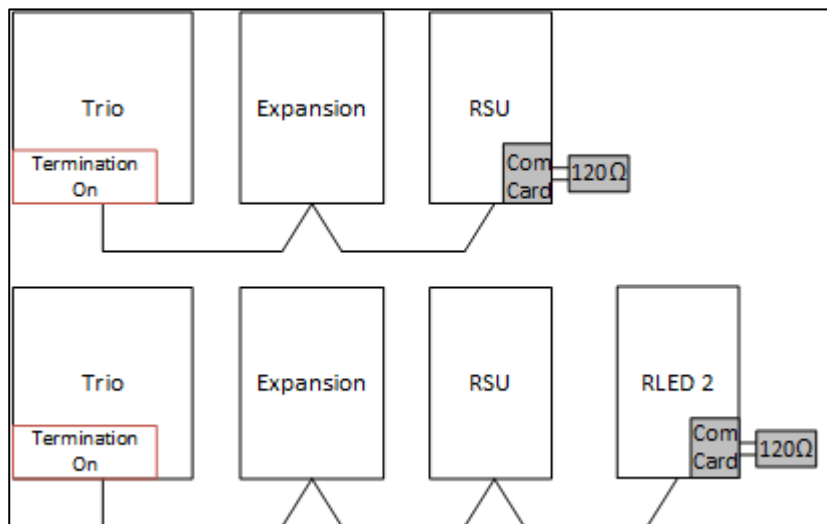 Trio
Expansion
RSU
Termination
On
Com
Card
120Ω
Trio
Expansion
RSU
RLED 2
Termination
On
Com
Card
120Ω